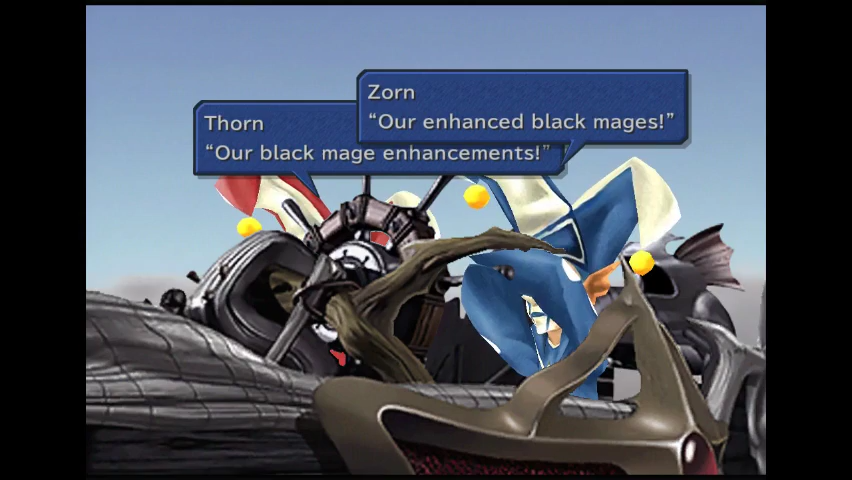 Thorn
“Our black mage enhancements!”
Zorn
“Our enhanced black mages!”